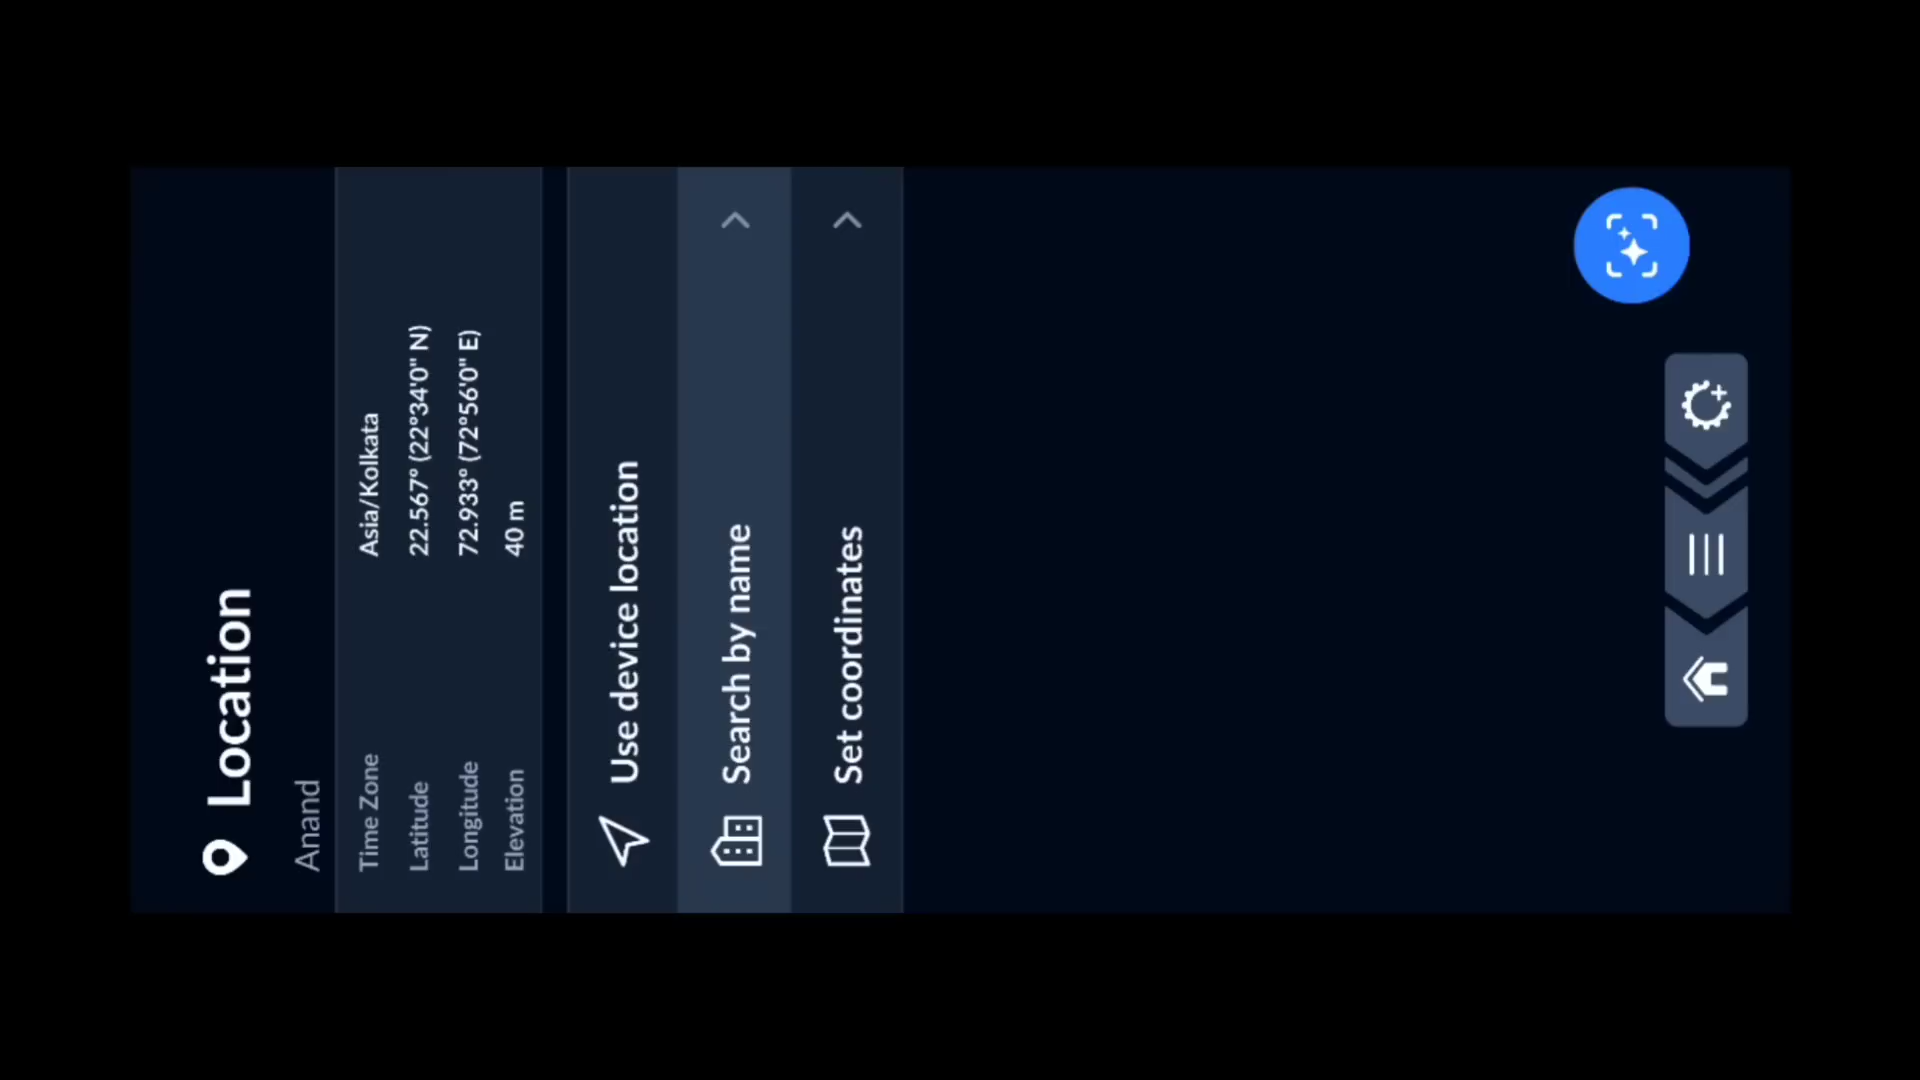 Location
Anand
Time Zone Asia/Kolkata
Latitude 22.567° (22°34'0" N)
Longitude 72.933° (72°56'0" E)
Elevation 40 m
Use device location
Search by name
Set coordinates